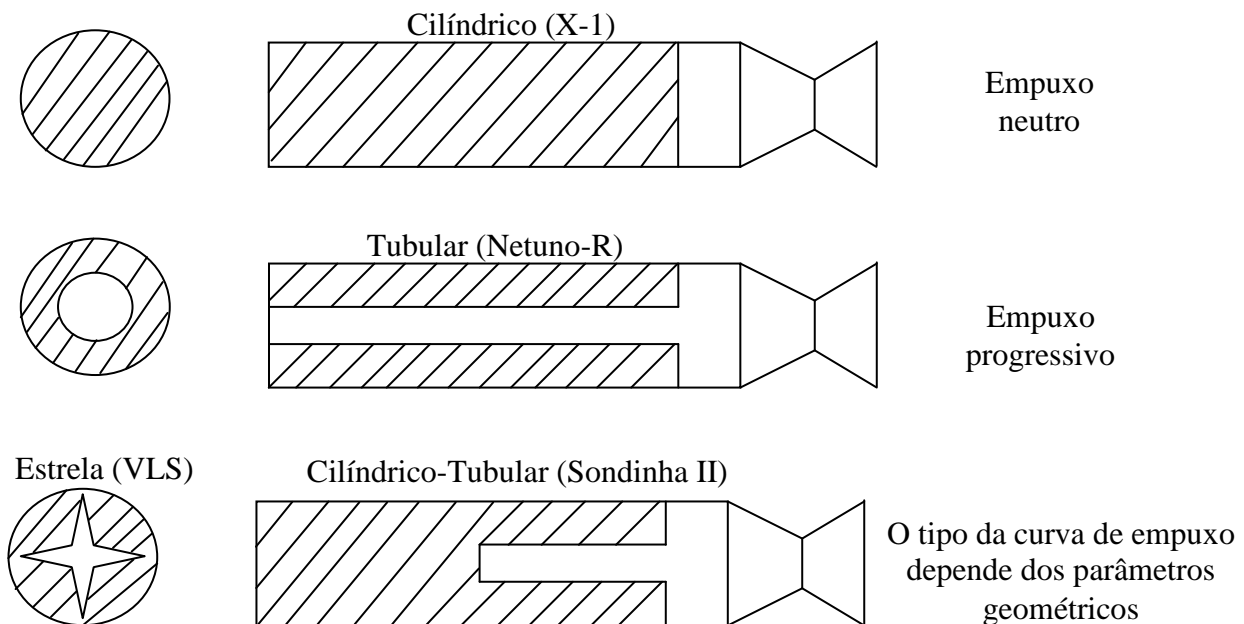 Cilíndrico (X-1)
Empuxo
neutro
Tubular (Netuno-R)
Empuxo
progressivo
Estrela (VLS)
Cilíndrico-Tubular (Sondinha II)
O tipo da curva de empuxo
depende dos parâmetros
geométricos